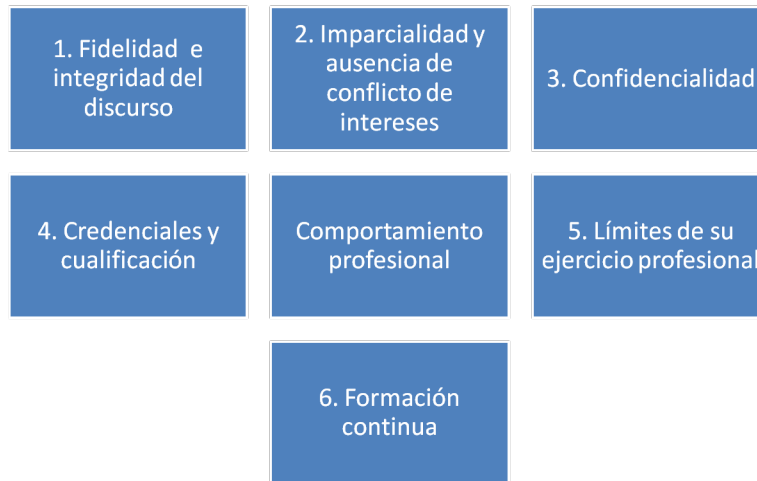 1. Fidelidad e
integridad del
discurso
2. Imparcialidad y
ausencia de
conflicto de
intereses
3. Confidencialidad
4. Credenciales y
cualificación
Comportamiento
profesional
5. Límites de su
ejercicio profesional
6. Formación
continua